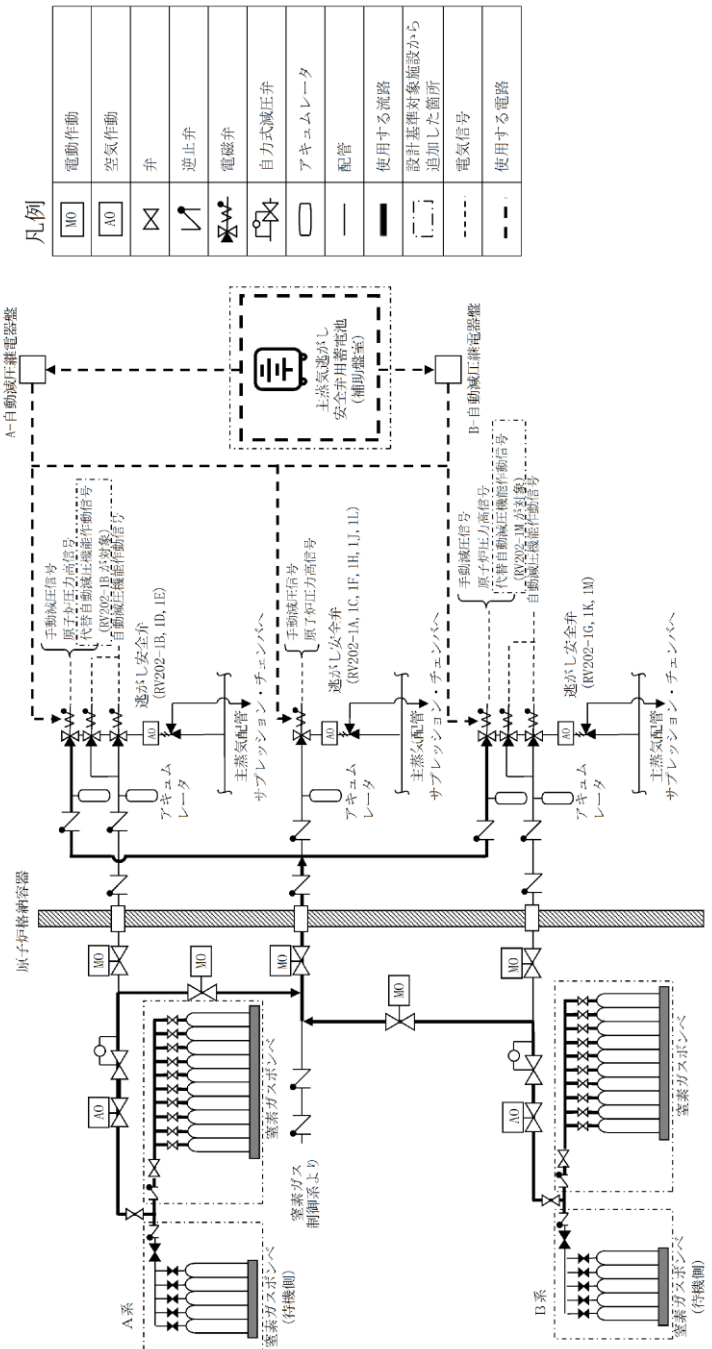 凡例
MO
電動作動
AO
空気作動
弁
逆止弁
電磁弁
自力式減圧弁
アキュムレータ
配管
使用する流路
設計基準対象施設から
追加した箇所
電気信号
使用する電路
A-自動減圧継電器盤
主蒸気逃がし
安全弁用蓄電池
(補助盤室)
B-自動減圧継電器盤
手動減圧信号
原子炉圧力高信号
代替自動減圧機能作動信号
(RV202-1Bが対象)
自動減圧機能作動信号
逃がし安全弁
(RV202-1B, 1D, 1E)
AO
主蒸気配管
サプレッション・チェンバへ
アキュム
レータ
手動減圧信号
原子炉圧力高信号
逃がし安全弁
(RV202-1A, 1C, 1F, 1H, 1J, 1L)
AO
主蒸気配管
サプレッション・チェンバへ
アキュム
レータ
手動減圧信号
原子炉圧力高信号
代替自動減圧機能作動信号
(RV202-1Mが対象)
自動減圧機能作動信号
逃がし安全弁
(RV202-1G, 1K, 1M)
AO
主蒸気配管
サプレッション・チェンバへ
アキュム
レータ
原子炉格納容器
MO
MO
MO
MO
MO
AO
AO
窒素ガスボンベ
窒素ガス
制御系より
窒素ガスボンベ
A系
窒素ガスボンベ
(待機側)
B系
窒素ガスボンベ
(待機側)